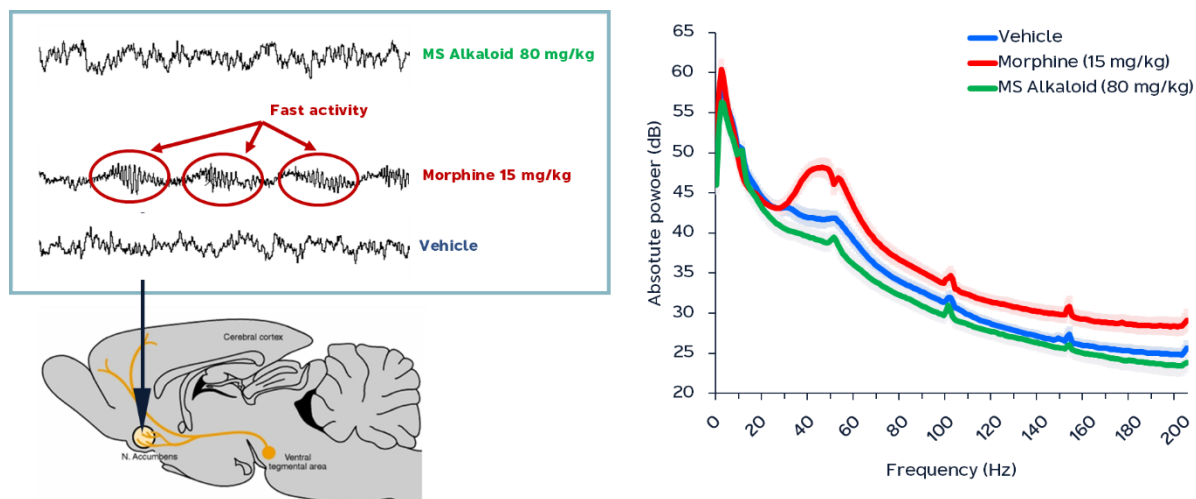 MS Alkaloid 80 mg/kg
Fast activity
Morphine 15 mg/kg
Vehicle
Cerebral cortex
N. Accumbens
Ventral
tegmental area
Vehicle
Morphine (15 mg/kg)
MS Alkaloid (80 mg/kg)
Absolute powoer (dB)
65
60
55
50
45
40
35
30
25
20
0
20
40
60
80
100
120
140
160
180
200
Frequency (Hz)